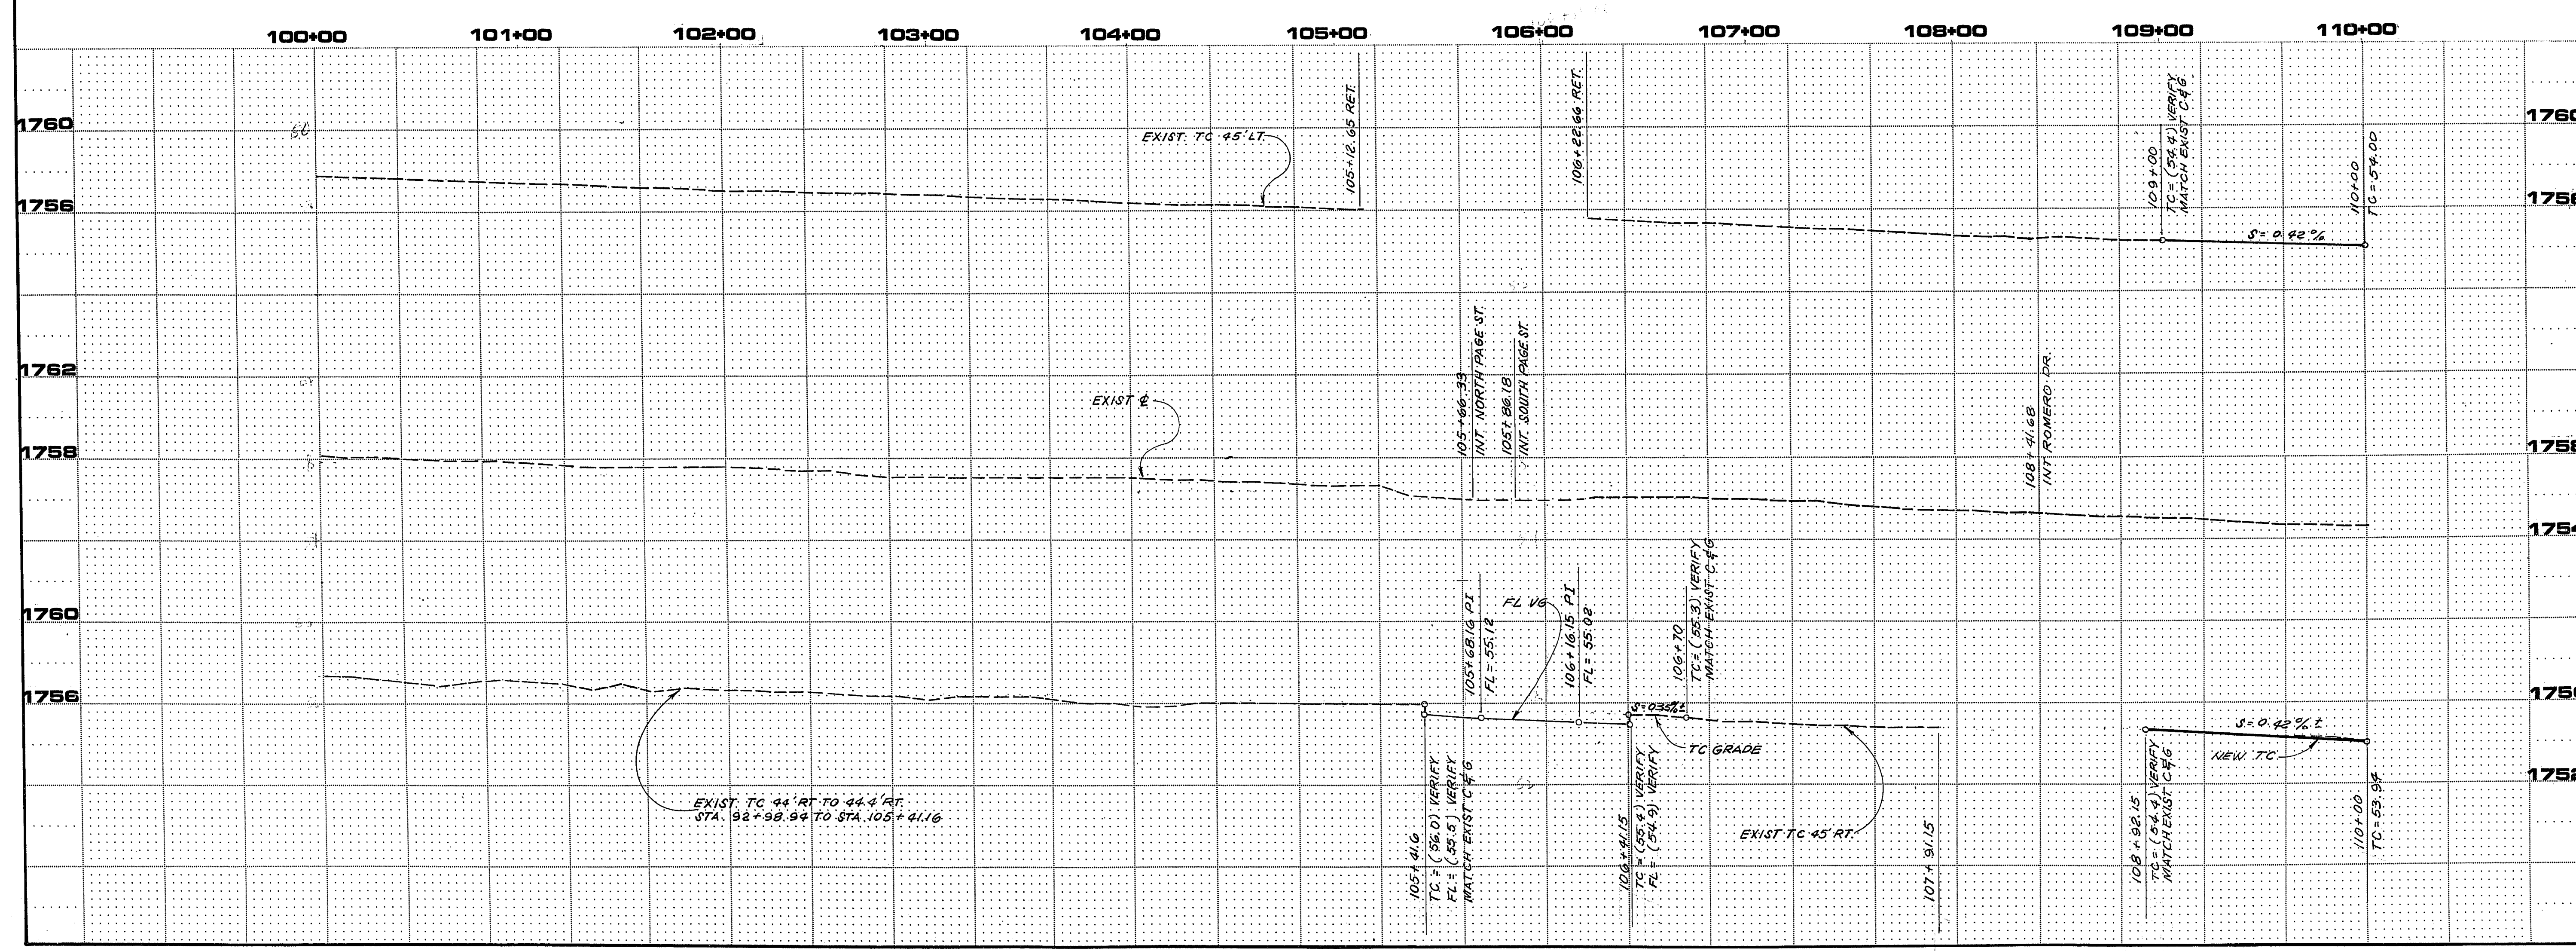 100+00 101+00 102+00 103+00 104+00 105+00 106+00 107+00 108+00 109+00 110+00
1760
1756
EXIST. TC 45' LT.
105+12.65 RET.
106+22.66 RET.
109+00
TC = (54.4) VERIFY
MATCH EXIST C&G
110+00
TC = 54.00
S = 0.42%
1760
1762
1758
EXIST ℄
105+66.33
INT. NORTH PAGE ST.
105+86.18
INT. SOUTH PAGE ST.
108+41.68
INT ROMERO DR.
1754
1760
1756
EXIST. TC 44' RT TO 44.4' RT.
STA. 92+98.94 TO STA. 105+41.16
105+41.6
TC = (56.0) VERIFY
FL = (55.5) VERIFY
MATCH EXIST C&G
105+68.16 PI
FL = 55.12
FL VG
106+16.15 PI
FL = 55.02
106+41.15
TC = (55.4) VERIFY
FL = (54.9) VERIFY
S=0.35%±
TC GRADE
106+70
TC = (55.3) VERIFY
MATCH EXIST C&G
EXIST TC 45' RT.
107+91.15
108+92.15
TC = (54.4) VERIFY
MATCH EXIST C&G
S = 0.42%±
NEW TC
110+00
TC = 53.94